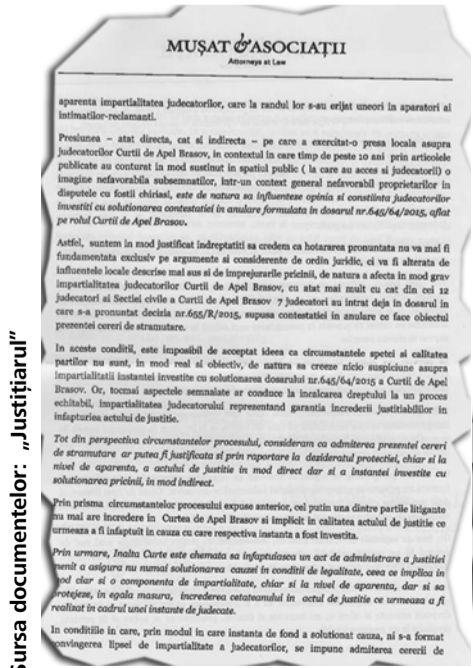 MUȘAT & ASOCIAȚII
Attorneys at Law
aparenta impartialitatea judecatorilor, care la randul lor s-au erijat uneori in aparatori ai
intimatilor-reclamanti.
Presiunea – atat directa, cat si indirecta – pe care a exercitat-o presa locala asupra
judecatorilor Curtii de Apel Brasov, in contextul in care timp de peste 10 ani prin articolele
publicate au conturat in mod sustinut in spatiul public ( la care au acces si judecatorii) o
imagine nefavorabila subsemnatilor, intr-un context general nefavorabil proprietarilor in
disputele cu fostii chiriasi, este de natura sa influenteze opinia si constiinta judecatorilor
investiti cu solutionarea contestatiei in anulare formulata in dosarul nr.645/64/2015, aflat
pe rolul Curtii de Apel Brasov.
Astfel, suntem in mod justificat indreptatiti sa credem ca hotararea pronuntata nu va mai fi
fundamentata exclusiv pe argumente si considerente de ordin juridic, ci va fi alterata de
influentele locale descrise mai sus si de imprejurarile pricinii, de natura a afecta in mod grav
impartialitatea judecatorilor Curtii de Apel Brasov, cu atat mai mult cu cat din cei 12
judecatori ai Sectiei civile a Curtii de Apel Brasov 7 judecatori au intrat deja in dosarul in
care s-a pronuntat decizia nr.655/R/2015, supusa contestatiei in anulare ce face obiectul
prezentei cereri de stramutare.
In aceste conditii, este imposibil de acceptat ideea ca circumstantele spetei si calitatea
partilor nu sunt, in mod real si obiectiv, de natura sa creeze nicio suspiciune asupra
impartialitatii instantei investite cu solutionarea dosarului nr.645/64/2015 a Curtii de Apel
Brasov. Or, tocmai aspectele semnalate ar conduce la incalcarea dreptului la un proces
echitabil, impartialitatea judecatorului reprezentand garantia increderii justitiabililor in
infapturiea actului de justitie.
Tot din perspectiva circumstantelor procesului, consideram ca admiterea prezentei cereri
de stramutare ar putea fi justificata si prin raportare la dezideratul protectiei, chiar si la
nivel de aparenta, a actului de justitie in mod direct dar si a instantei investite cu
solutionarea pricinii, in mod indirect.
Prin prisma circumstantelor procesului expuse anterior, cel putin una dintre partile litigante
nu mai are incredere in Curtea de Apel Brasov si implicit in calitatea actului de justitie ce
urmeaza a fi infaptuit in cauza cu care respectiva instanta a fost investita.
Prin urmare, Inalta Curte este chemata sa infaptuiasca un act de administrare a justitiei
menit a asigura nu numai solutionarea cauzei in conditii de legalitate, ceea ce implica in
mod clar si o componenta de impartialitate, chiar si la nivel de aparenta, dar si sa
protejeze, in egala masura, increderea cetateanului in actul de justitie ce urmeaza a fi
realizat in cadrul unei instante de judecate.
In conditiile in care, prin modul in care instanta de fond a solutionat cauza, ni s-a format
convingerea lipsei de impartialitate a judecatorilor, se impune admiterea cererii de
Sursa documentelor: „Justițiarul”